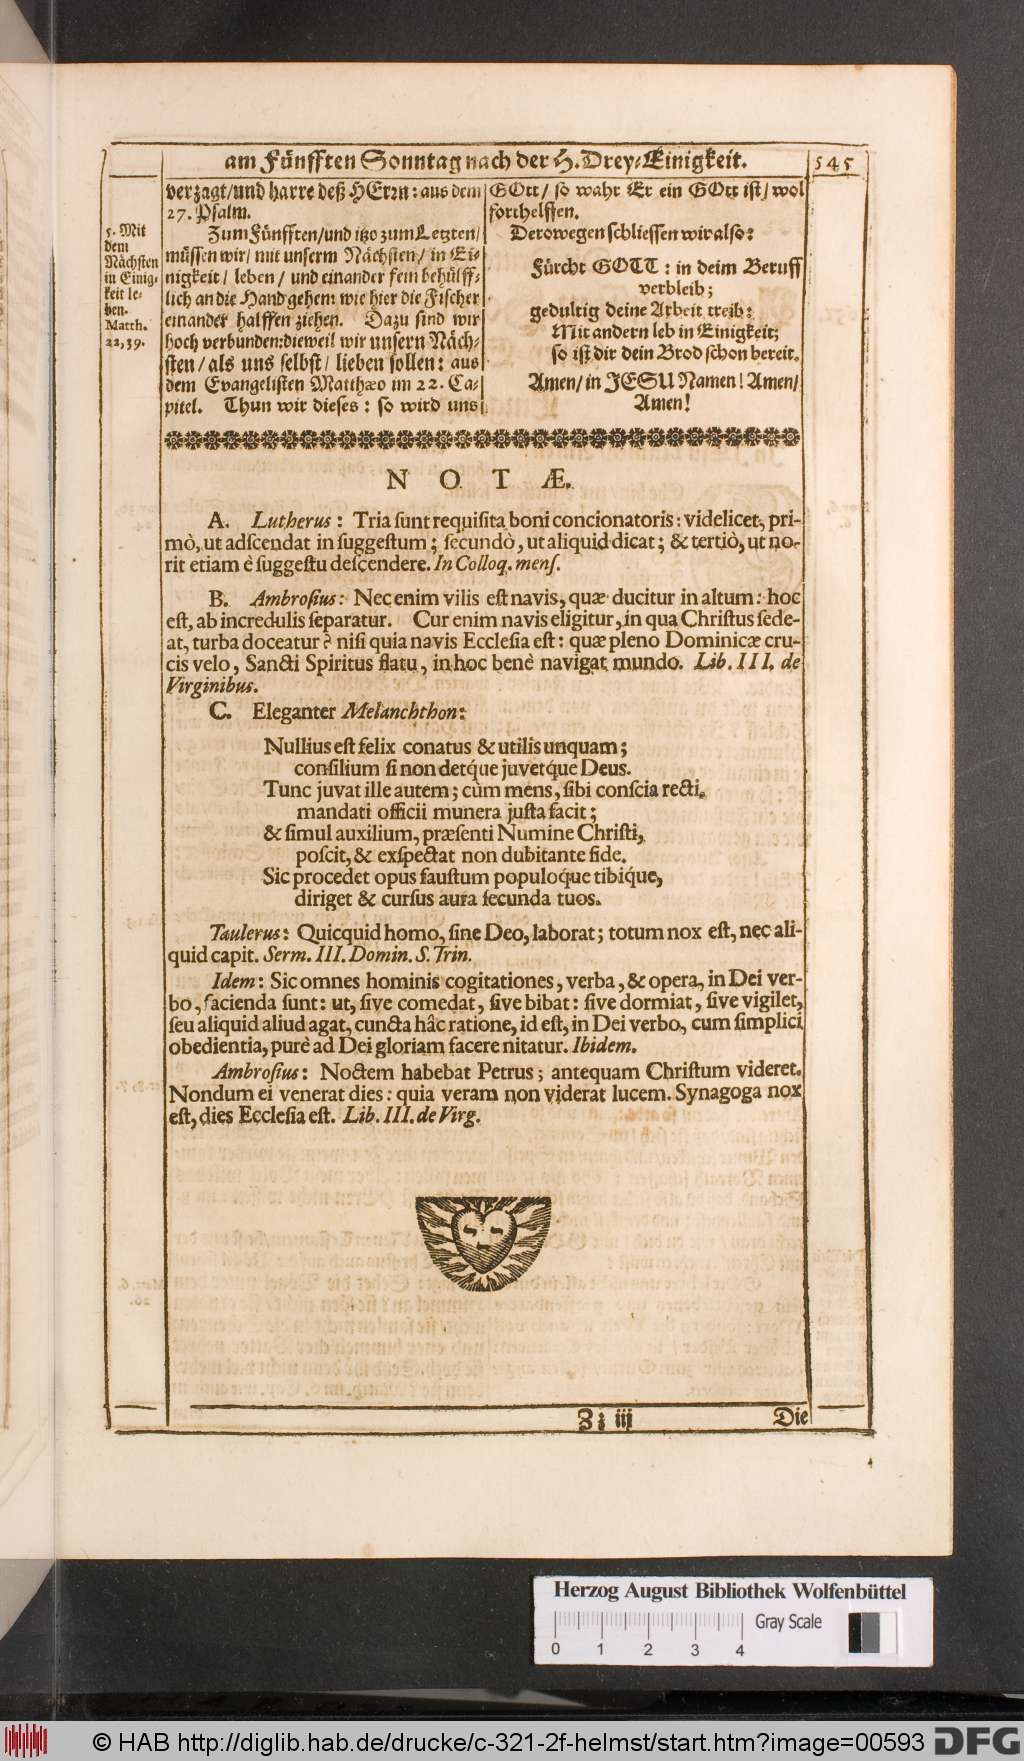 am Fünfften Sonntag nach der H. Drey-Einigkeit.
545
verzagt/und harre deß HErrn: aus dem
27. Psalm.
Zum Fünfften/und itzo zum Letzten/
müssen wir/ mit unserm Nächsten/ in Ei-
nigkeit/ leben/ und einander fein behülff-
lich an die Hand gehen: wie hier die Fischer
einander halffen ziehen. Dazu sind wir
hoch verbunden: dieweil wir unsern Näch-
sten/ als uns selbst/ lieben sollen: aus
dem Evangelisten Matthæo im 22. Ca-
pitel. Thun wir dieses: so wird uns
5. Mit
dem
Nächsten
in Einig-
keit le-
ben.
Matth.
22, 39.
GOtt/ so wahr Er ein GOtt ist/ wol
forthelffen.
Derowegen schliessen wir also:
Fürcht GOTT: in deim Beruff
verbleib;
gedultig deine Arbeit treib:
Mit andern leb in Einigkeit;
so ist dir dein Brod schon bereit.
Amen/ in JESU Namen! Amen/
Amen!
NOTÆ.
A. Lutherus: Tria ſunt requiſita boni concionatoris: videlicet, pri-
mò, ut adſcendat in ſuggeſtum; ſecundò, ut aliquid dicat; & tertiò, ut no-
rit etiam è ſuggeſtu deſcendere. In Colloq. menſ.
B. Ambroſius: Nec enim vilis eſt navis, quæ ducitur in altum: hoc
eſt, ab incredulis ſeparatur. Cur enim navis eligitur, in qua Chriſtus ſede-
at, turba doceatur? niſi quia navis Eccleſia eſt: quæ pleno Dominicæ cru-
cis velo, Sancti Spiritus flatu, in hoc benè navigat mundo. Lib. III. de
Virginibus.
C. Eleganter Melanchthon:
Nullius eſt felix conatus & utilis unquam;
conſilium ſi non detq́ue juvetq́ue Deus.
Tunc juvat ille autem; cùm mens, ſibi conſcia recti,
mandati officii munera juſta facit;
& ſimul auxilium, præſenti Numine Chriſti,
poſcit, & exſpectat non dubitante fide.
Sic procedet opus fauſtum populoq́ue tibiq́ue,
diriget & curſus aura ſecunda tuos.
Taulerus: Quicquid homo, ſine Deo, laborat; totum nox eſt, nec ali-
quid capit. Serm. III. Domin. S. Trin.
Idem: Sic omnes hominis cogitationes, verba, & opera, in Dei ver-
bo, facienda ſunt: ut, ſive comedat, ſive bibat: ſive dormiat, ſive vigilet,
ſeu aliquid aliud agat, cuncta hâc ratione, id eſt, in Dei verbo, cum ſimplici
obedientia, purè ad Dei gloriam facere nitatur. Ibidem.
Ambroſius: Noctem habebat Petrus; antequam Chriſtum videret.
Nondum ei venerat dies: quia veram non viderat lucem. Synagoga nox
eſt, dies Eccleſia eſt. Lib. III. de Virg.
Zz iij
Die
Herzog August Bibliothek Wolfenbüttel
Gray Scale
0 1 2 3 4
© HAB http://diglib.hab.de/drucke/c-321-2f-helmst/start.htm?image=00593
DFG